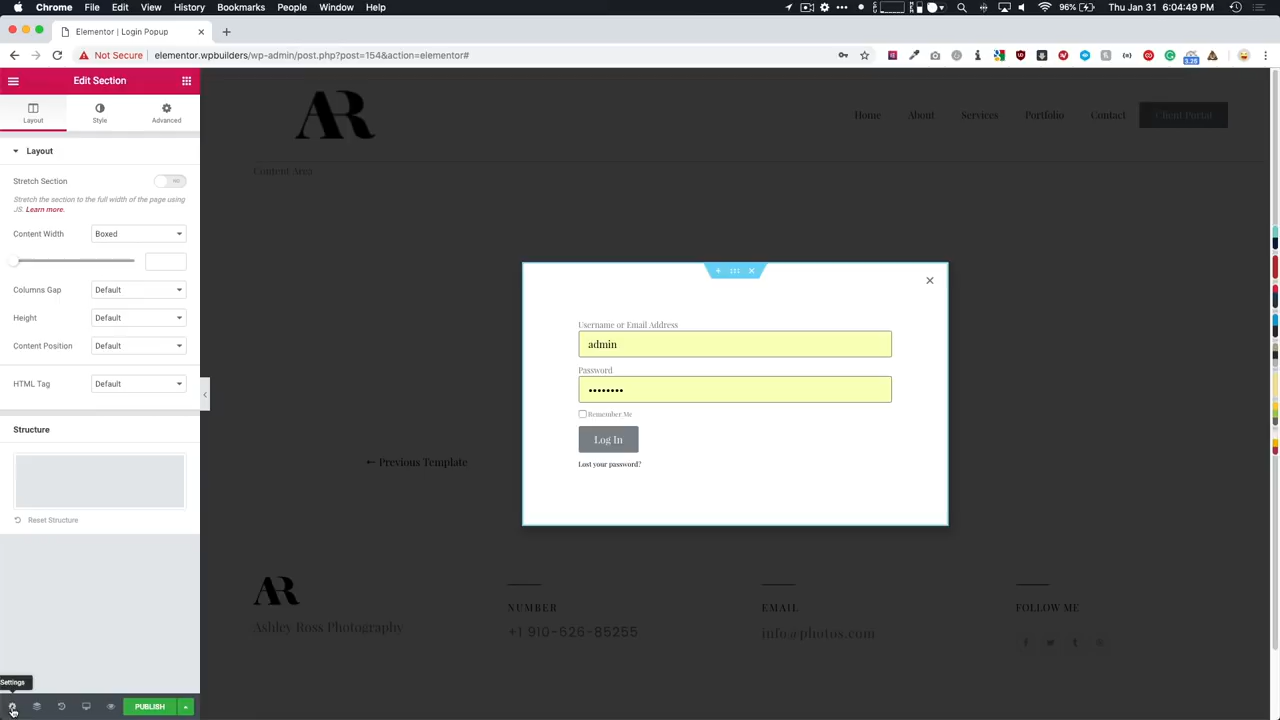 Chrome File Edit View History Bookmarks People Window Help 96% Thu Jan 31 6:04:49 PM
Elementor | Login Popup
Not Secure elementor.wpbuilders/wp-admin/post.php?post=154&action=elementor#
3.25
Edit Section
Layout Style Advanced
Layout
Stretch Section NO
Stretch the section to the full width of the page using
JS. Learn more.
Content Width Boxed
Columns Gap Default
Height Default
Content Position Default
HTML Tag Default
Structure
Reset Structure
Settings
PUBLISH
AR
Home About Services Portfolio Contact Client Portal
Content Area
Username or Email Address
admin
Password
••••••••
Remember Me
Log In
Lost your password?
← Previous Template
AR
Ashley Ross Photography
NUMBER
+1 910-626-85255
EMAIL
info@photos.com
FOLLOW ME